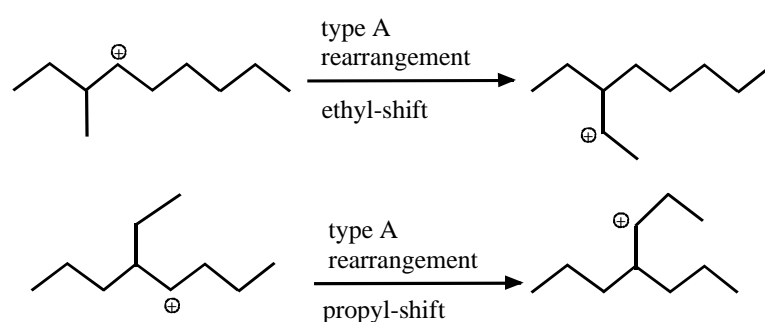 type A
rearrangement
ethyl-shift
type A
rearrangement
propyl-shift